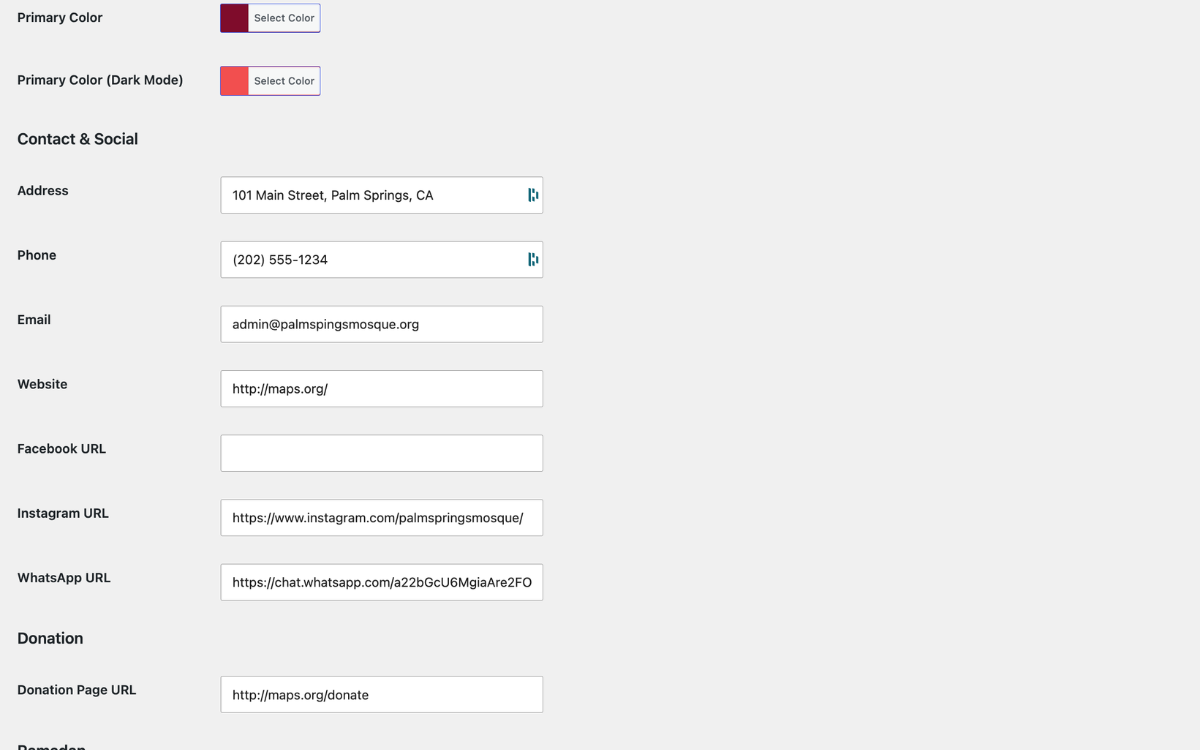 Primary Color
Select Color
Primary Color (Dark Mode)
Select Color
Contact & Social
Address
101 Main Street, Palm Springs, CA
Phone
(202) 555-1234
Email
admin@palmspingsmosque.org
Website
http://maps.org/
Facebook URL
Instagram URL
https://www.instagram.com/palmspringsmosque/
WhatsApp URL
https://chat.whatsapp.com/a22bGcU6MgiaAre2FO
Donation
Donation Page URL
http://maps.org/donate
Ramadan